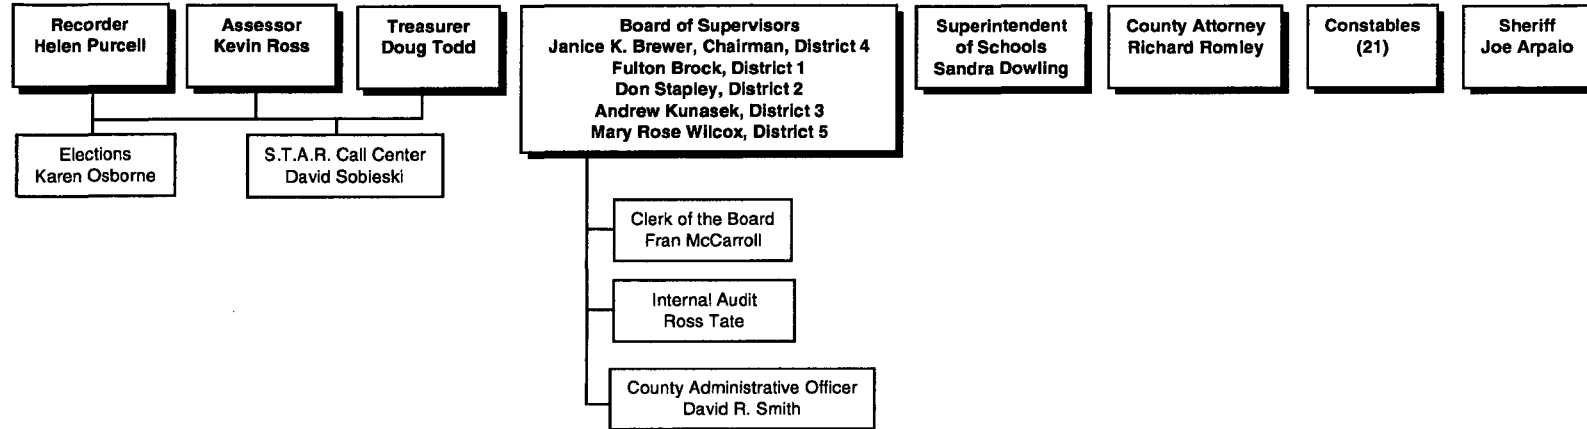 Recorder
Helen Purcell
Assessor
Kevin Ross
Treasurer
Doug Todd
Board of Supervisors
Janice K. Brewer, Chairman, District 4
Fulton Brock, District 1
Don Stapley, District 2
Andrew Kunasek, District 3
Mary Rose Wilcox, District 5
Superintendent
of Schools
Sandra Dowling
County Attorney
Richard Romley
Constables
(21)
Sheriff
Joe Arpaio
Elections
Karen Osborne
S.T.A.R. Call Center
David Sobieski
Clerk of the Board
Fran McCarroll
Internal Audit
Ross Tate
County Administrative Officer
David R. Smith